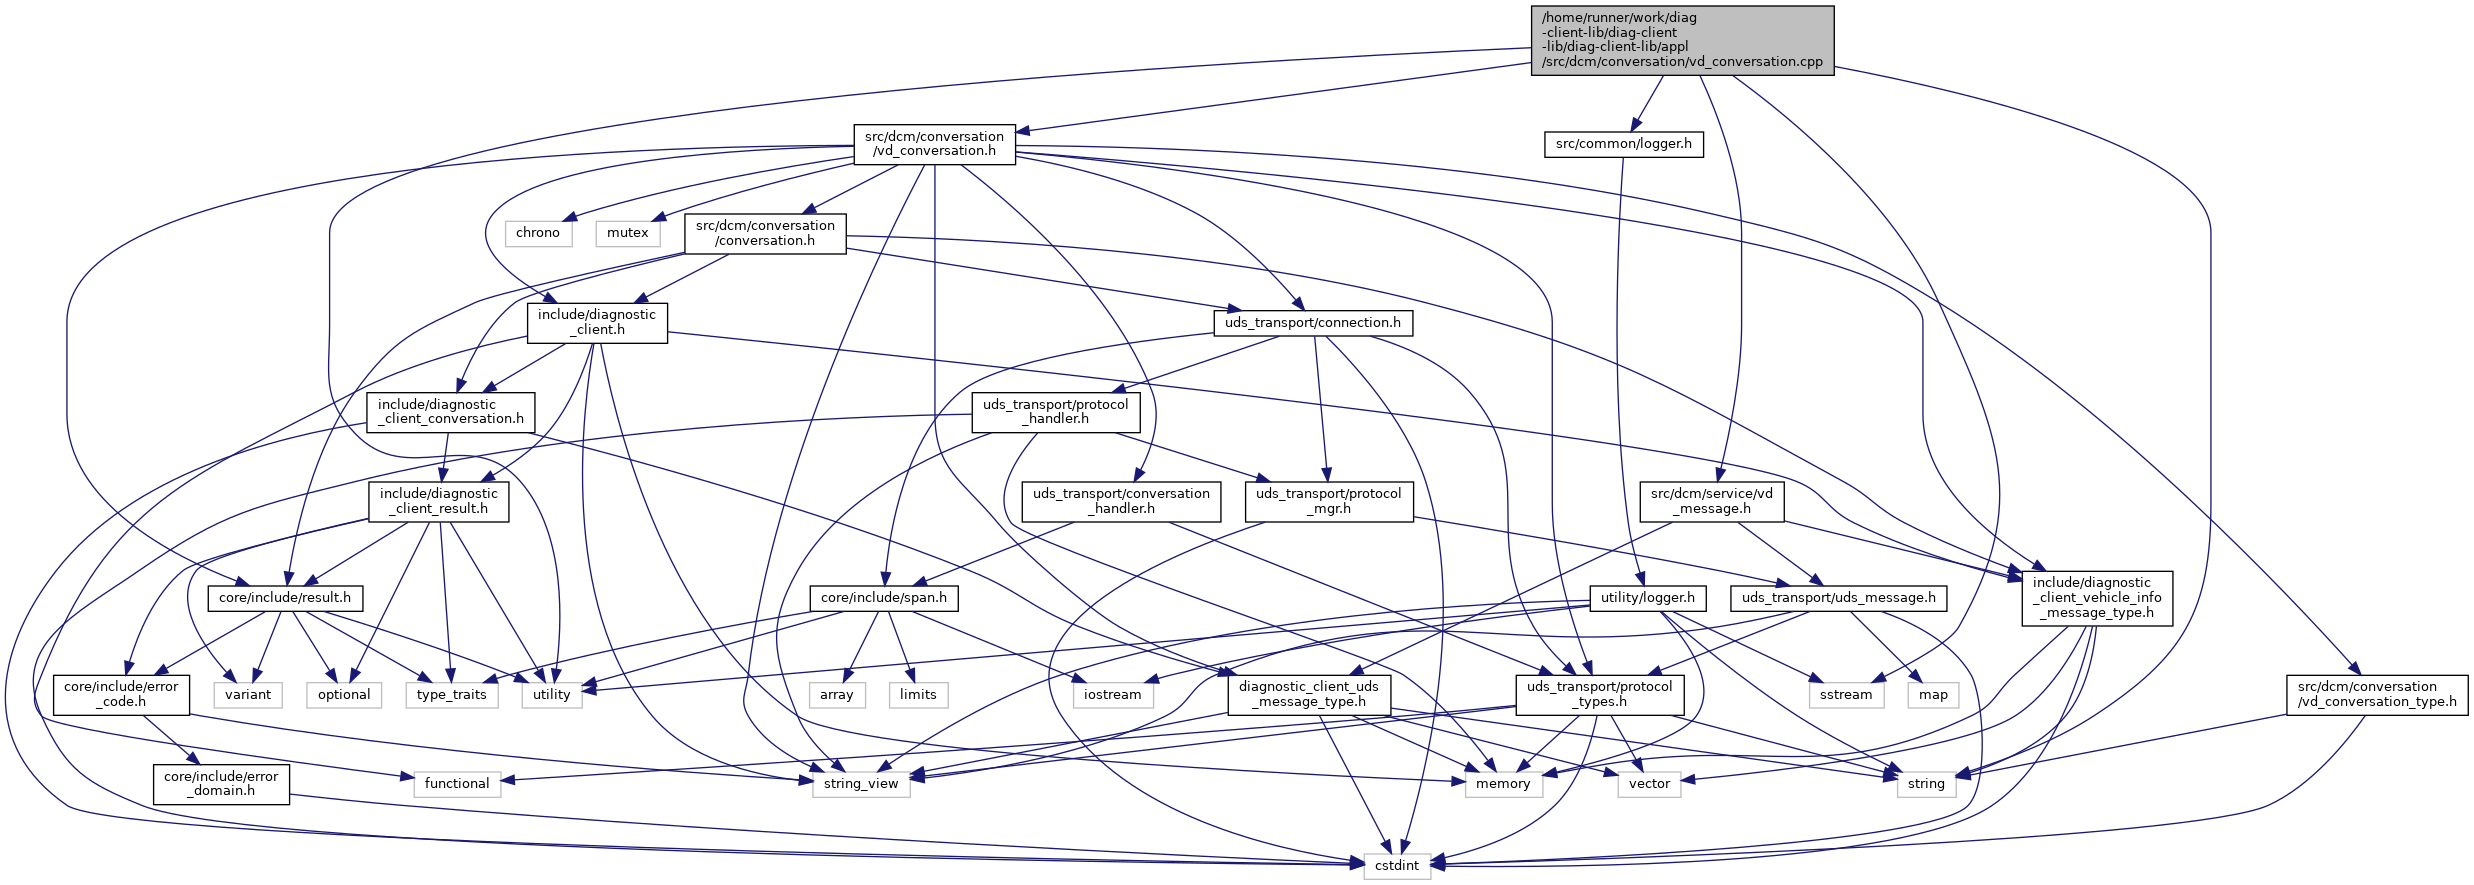 /home/runner/work/diag
-client-lib/diag-client
-lib/diag-client-lib/appl
/src/dcm/conversation/vd_conversation.cpp
src/dcm/conversation
/vd_conversation.h
src/common/logger.h
chrono
mutex
src/dcm/conversation
/conversation.h
include/diagnostic
_client.h
uds_transport/connection.h
include/diagnostic
_client_conversation.h
uds_transport/protocol
_handler.h
include/diagnostic
_client_result.h
uds_transport/conversation
_handler.h
uds_transport/protocol
_mgr.h
src/dcm/service/vd
_message.h
core/include/result.h
core/include/span.h
utility/logger.h
uds_transport/uds_message.h
include/diagnostic
_client_vehicle_info
_message_type.h
core/include/error
_code.h
variant
optional
type_traits
utility
array
limits
iostream
diagnostic_client_uds
_message_type.h
uds_transport/protocol
_types.h
sstream
map
src/dcm/conversation
/vd_conversation_type.h
core/include/error
_domain.h
functional
string_view
memory
vector
string
cstdint